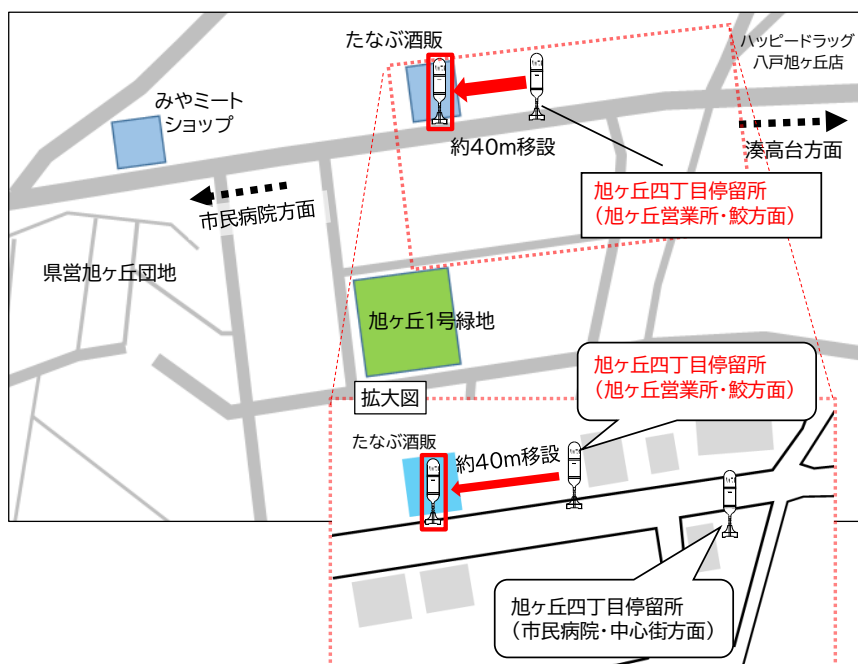 たなぶ酒販
ハッピードラッグ
八戸旭ヶ丘店
みやミート
ショップ
約40m移設
湊高台方面
旭ヶ丘四丁目停留所
(旭ヶ丘営業所・鮫方面)
市民病院方面
県営旭ヶ丘団地
旭ヶ丘1号緑地
旭ヶ丘四丁目停留所
(旭ヶ丘営業所・鮫方面)
拡大図
たなぶ酒販
約40m移設
旭ヶ丘四丁目停留所
(市民病院・中心街方面)